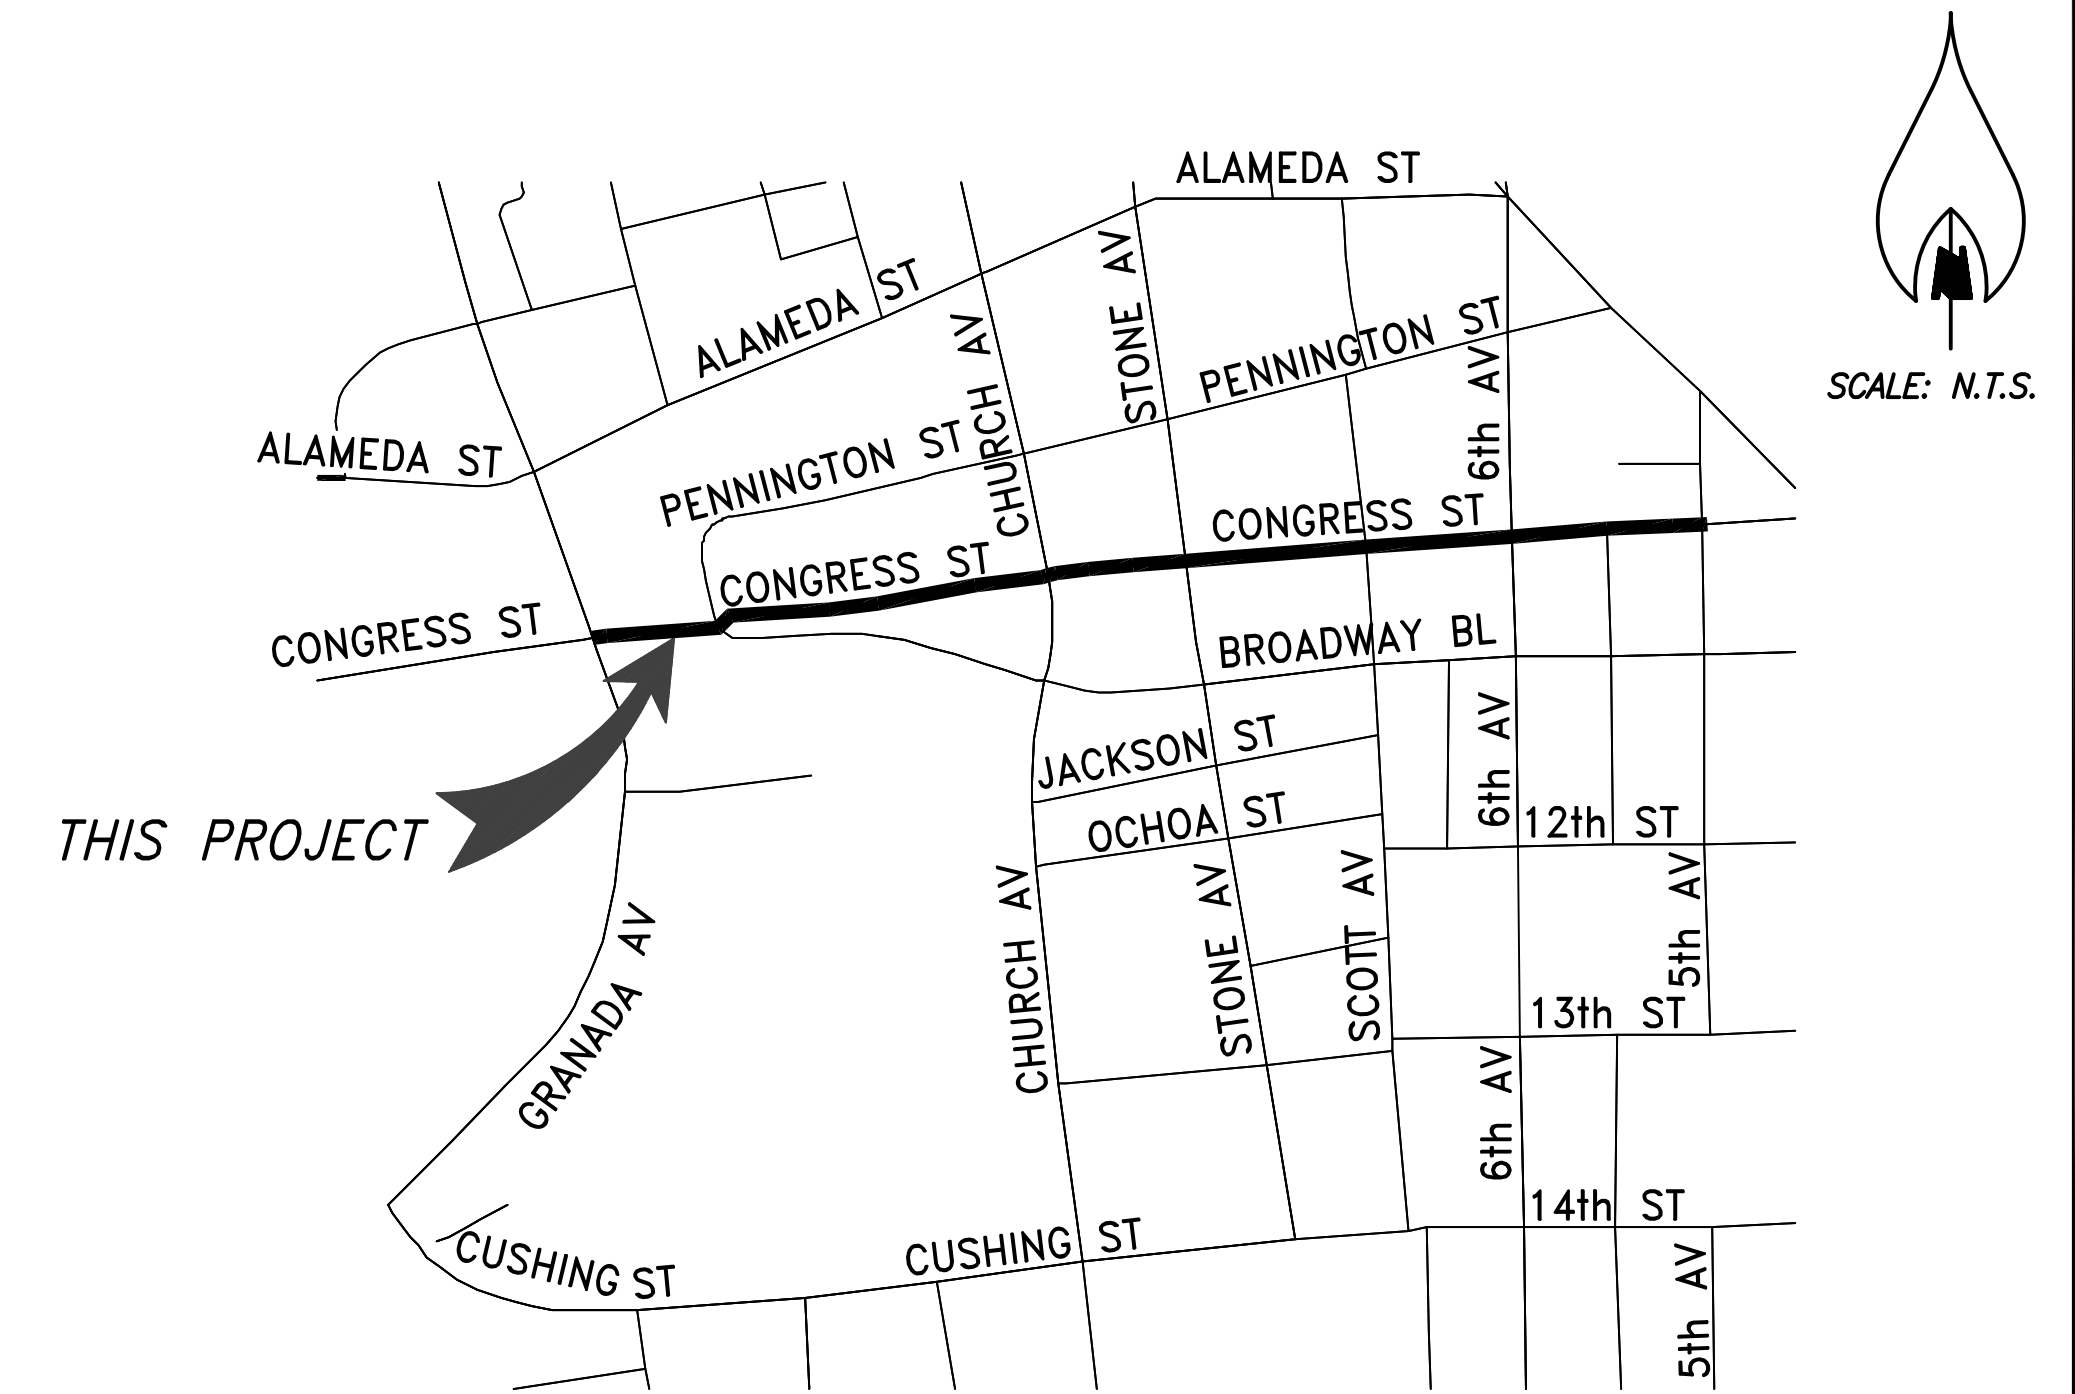 ALAMEDA ST
STONE AV
ALAMEDA ST
CHURCH AV
PENNINGTON ST
6th AV
SCALE: N.T.S.
N
ALAMEDA ST
PENNINGTON ST
CONGRESS ST
CONGRESS ST
CONGRESS ST
BROADWAY BL
JACKSON ST
6th AV
OCHOA ST
12th ST
THIS PROJECT
CHURCH AV
STONE AV
SCOTT AV
5th AV
GRANADA AV
13th ST
6th AV
14th ST
CUSHING ST
CUSHING ST
5th AV